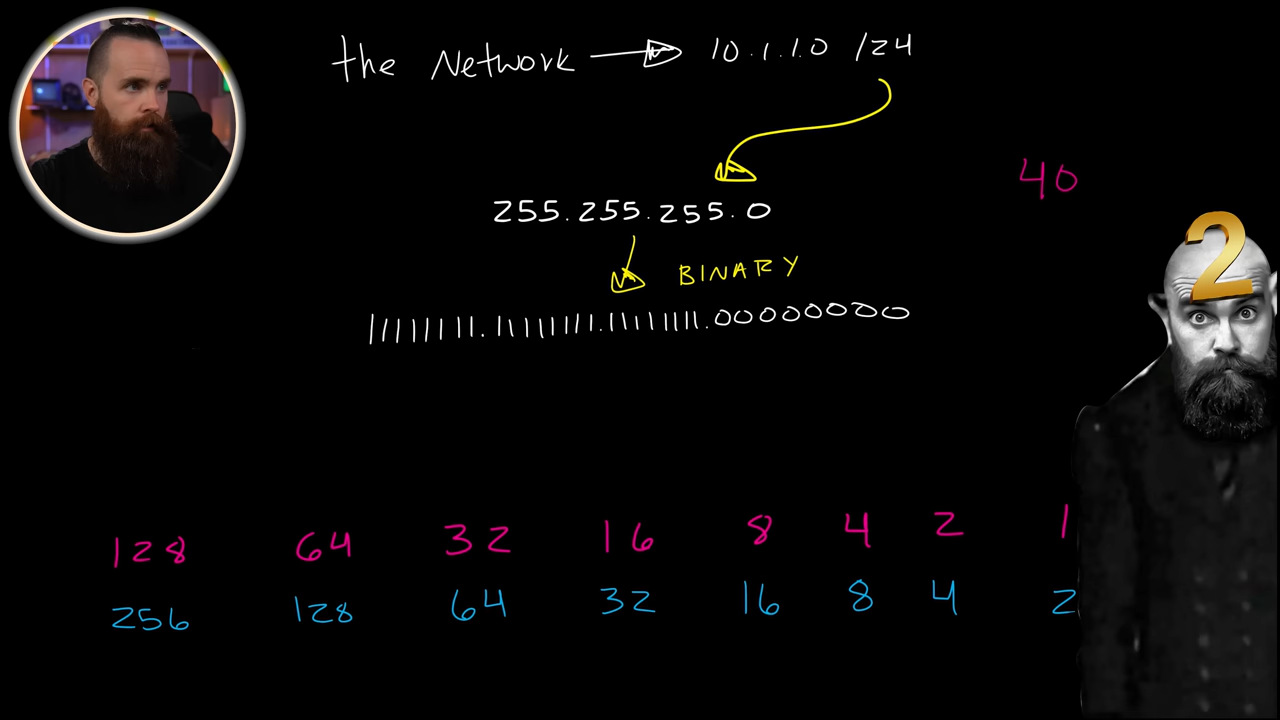 the Network → 10.1.1.0 /24
40
255.255.255.0
2
BINARY
11111111.11111111.11111111.00000000
128 64 32 16 8 4 2 1
256 128 64 32 16 8 4 2